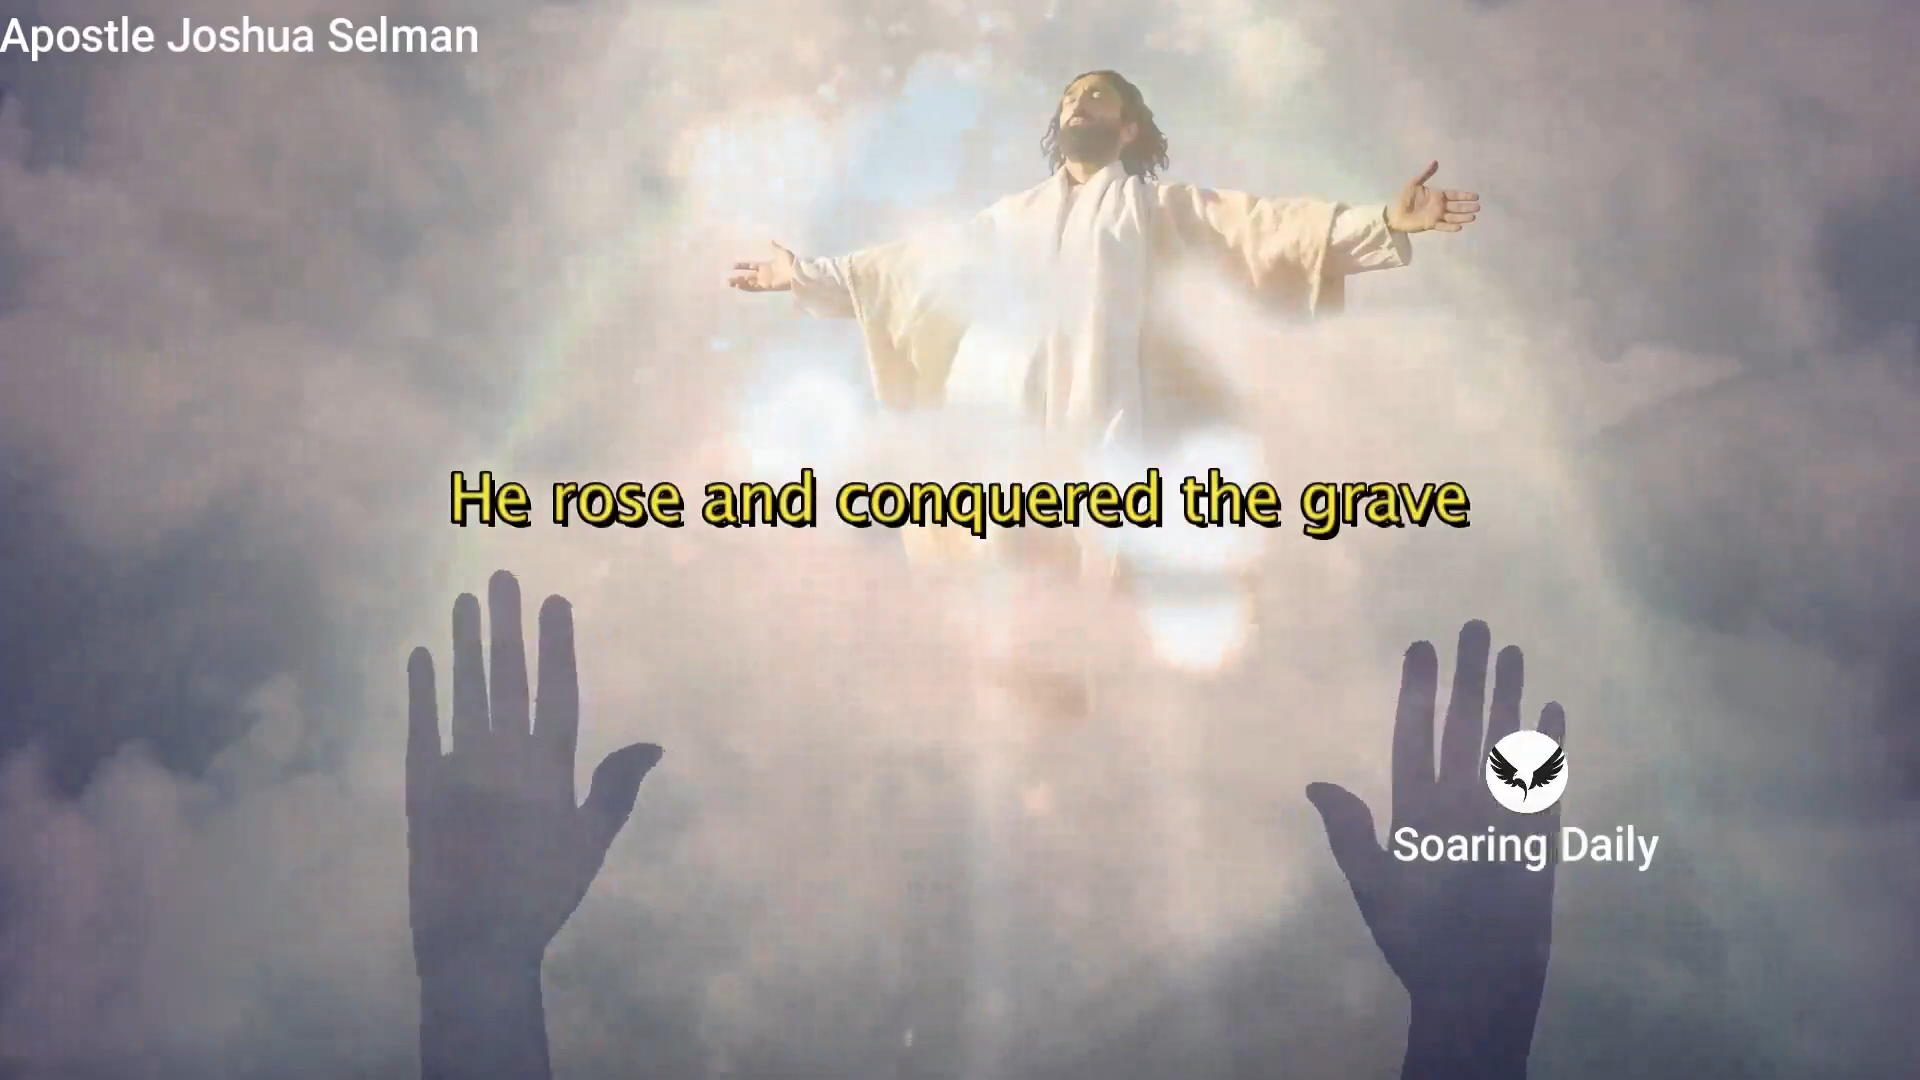 Apostle Joshua Selman
He rose and conquered the grave
Soaring Daily